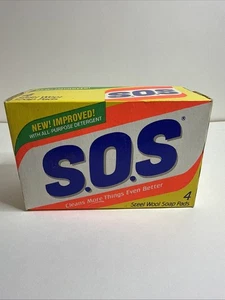 NEW! IMPROVED!
WITH ALL PURPOSE DETERGENT
S.O.S®
Cleans More Things Even Better
4
Steel Wool Soap Pads